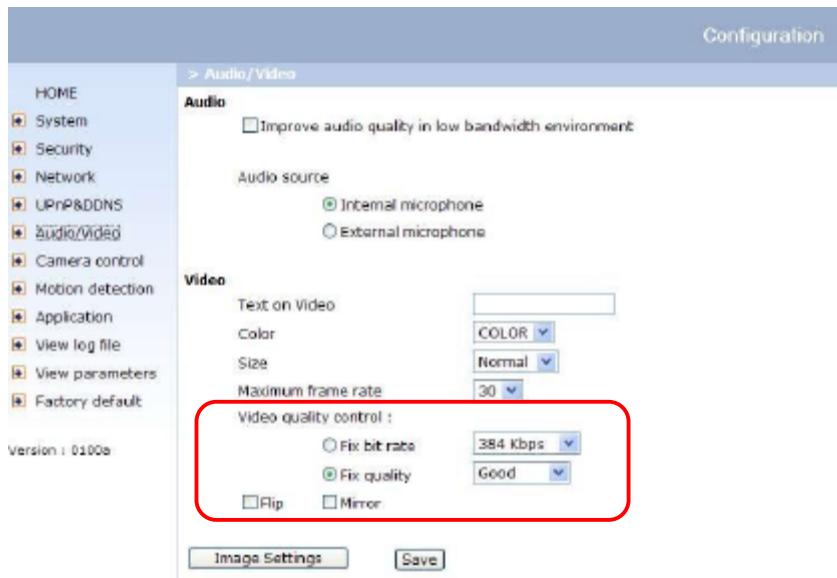 Configuration
> Audio/Video
HOME
System
Security
Network
UPnP&DDNS
Audio/Video
Camera control
Motion detection
Application
View log file
View parameters
Factory default
Version : 0100a
Audio
Improve audio quality in low bandwidth environment
Audio source
Internal microphone
External microphone
Video
Text on Video
Color COLOR
Size Normal
Maximum frame rate 30
Video quality control :
Fix bit rate 384 Kbps
Fix quality Good
Flip Mirror
Image Settings Save